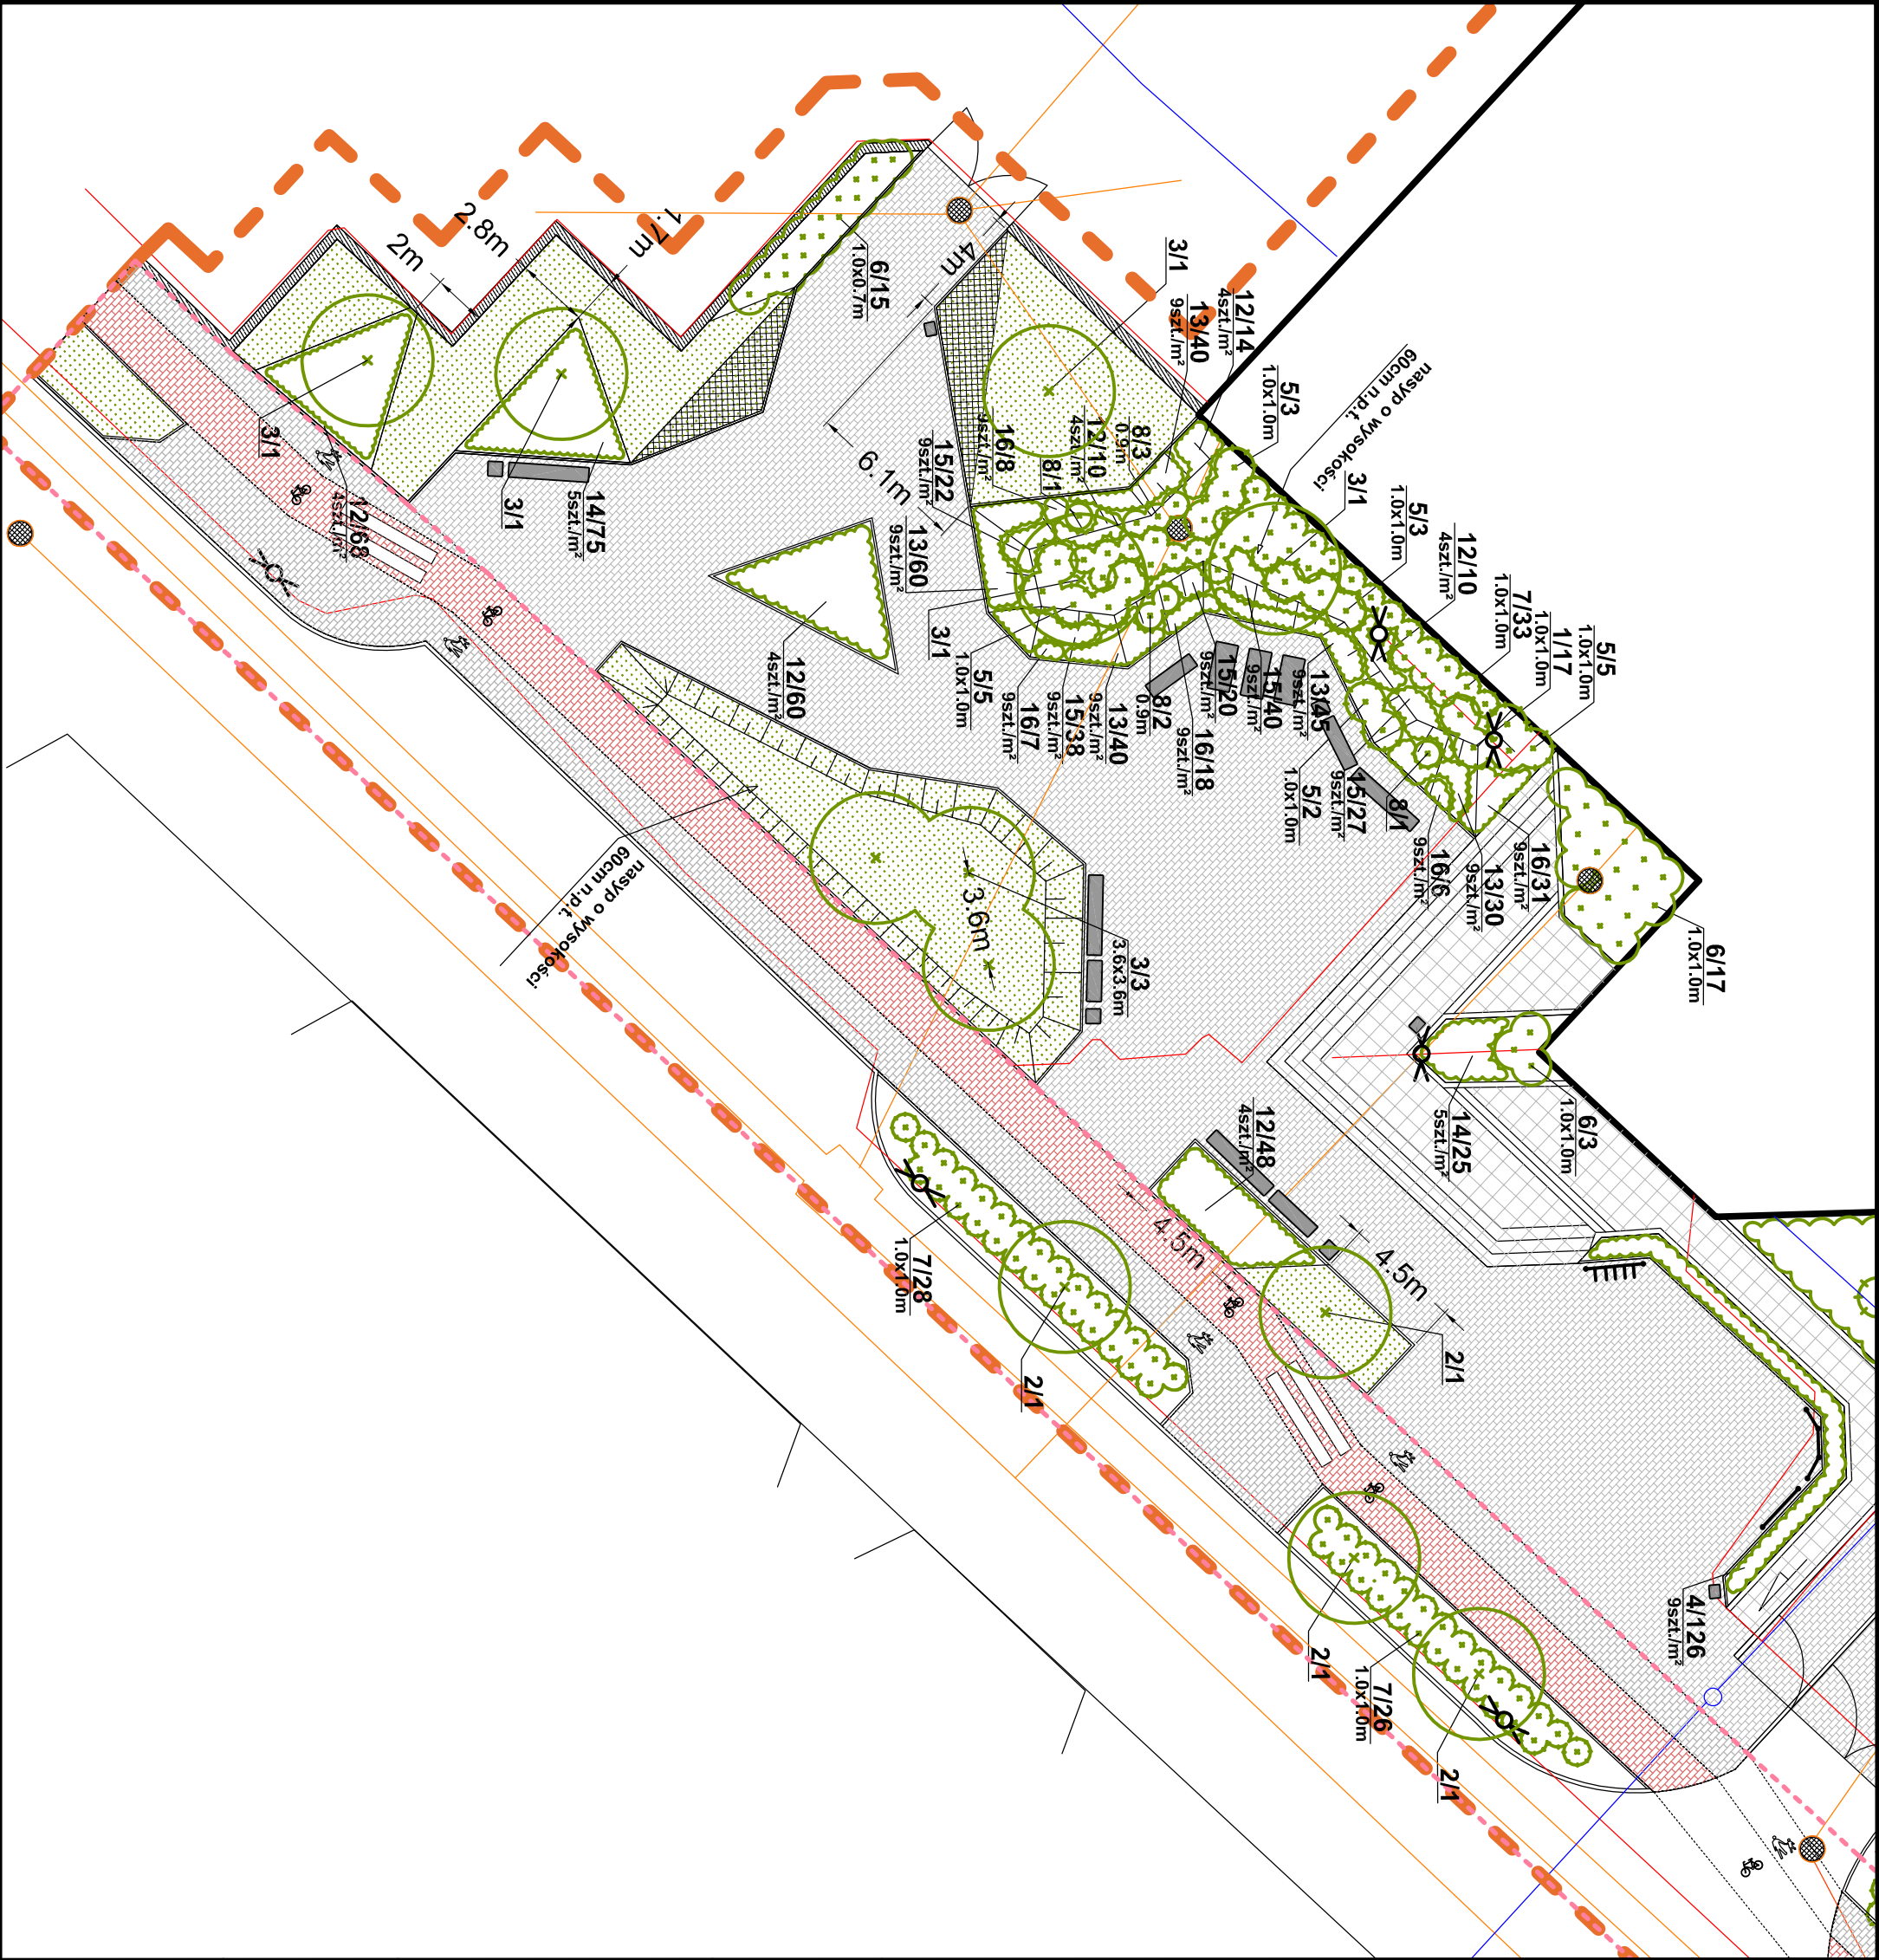 3/1
12/14
4szt./m²
13/40
9szt./m²
5/3
1.0x1.0m
nasyp o wysokości
60cm n.p.t.
3/1
5/3
1.0x1.0m
12/10
4szt./m²
7/33
1.0x1.0m
1/17
1.0x1.0m
5/5
1.0x1.0m
6/17
1.0x1.0m
6/15
1.0x0.7m
4m
1.7m
2.8m
2m
8/3
0.9m
12/10
4szt./m²
8/1
16/8
9szt./m²
15/22
9szt./m²
6.1m
13/60
9szt./m²
3/1
3/1
12/68
4szt./m²
3/1
14/75
5szt./m²
12/60
4szt./m²
5/5
1.0x1.0m
16/7
9szt./m²
15/38
9szt./m²
13/40
9szt./m²
8/2
0.9m
16/18
9szt./m²
15/20
9szt./m²
15/40
9szt./m²
13/45
9szt./m²
5/2
1.0x1.0m
15/27
9szt./m²
8/1
16/6
9szt./m²
13/30
9szt./m²
16/31
9szt./m²
3.6m
3/3
3.6x3.6m
nasyp o wysokości
60cm n.p.t.
6/3
1.0x1.0m
14/25
5szt./m²
12/48
4szt./m²
4.5m
4.5m
7/28
1.0x1.0m
2/1
2/1
4/126
9szt./m²
2/1
7/26
1.0x1.0m
2/1